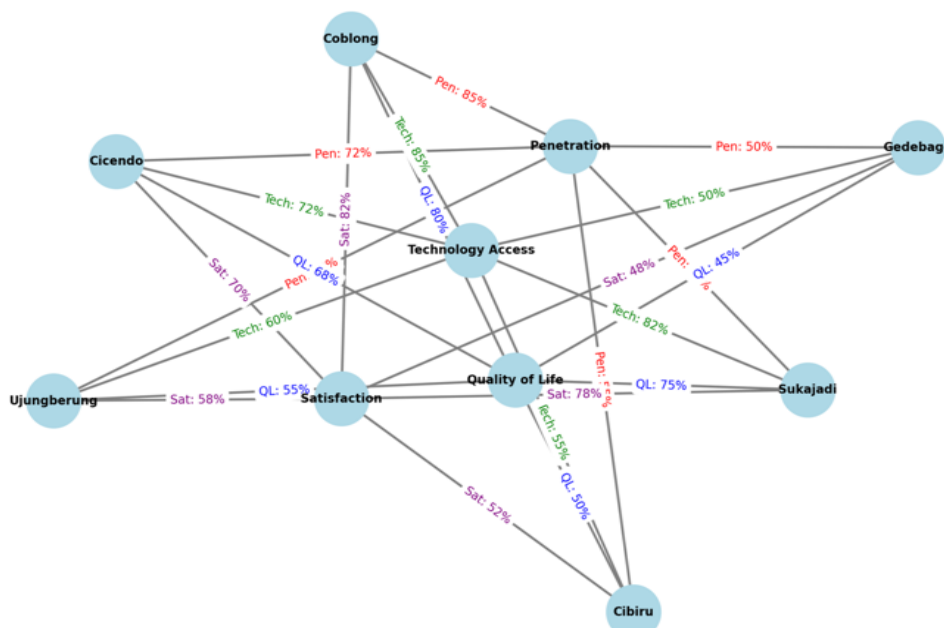 Coblong
Pen: 85%
Tech: 85%
Penetration
Gedebag
Pen: 72%
Pen: 50%
Cicendo
Tech: 72%
QL: 80%
Tech: 50%
Sat: 82%
Technology Access
Sat: 70%
QL: 68%
Pen
%
Sat: 48%
QL: 45%
Pen:
%
Tech: 60%
Tech: 82%
Ujungberung
Sat: 58%
QL: 55%
Satisfaction
Quality of Life
Sat: 78%
Pen:
QL: 75%
Sukajadi
Tech: 55%
Sat: 52%
QL: 50%
Cibiru